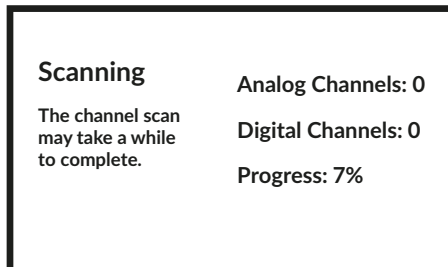 Scanning
The channel scan
may take a while
to complete.
Analog Channels: 0
Digital Channels: 0
Progress: 7%